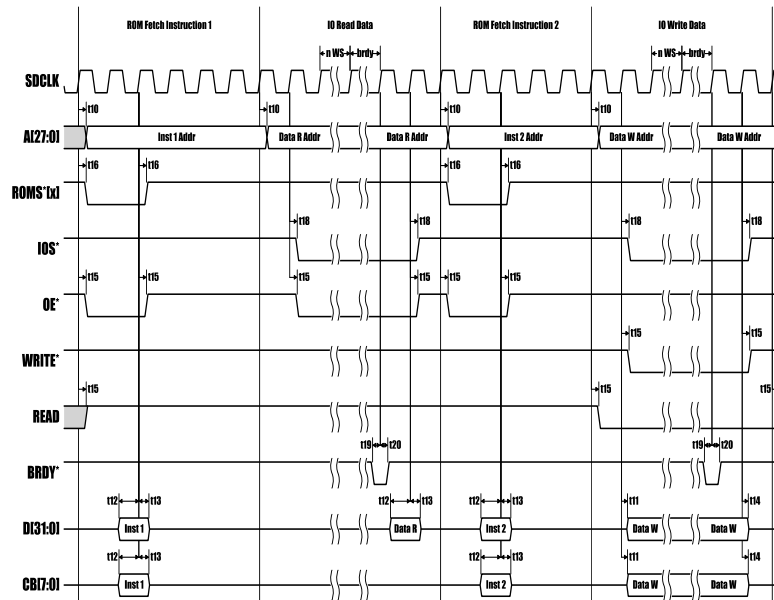 ROM Fetch Instruction 1 IO Read Data ROM Fetch Instruction 2 IO Write Data
n WS brdy n WS brdy
SDCLK
t10 t10 t10 t10
A[27:0] Inst 1 Addr Data R Addr Data R Addr Inst 2 Addr Data W Addr Data W Addr
t16 t16 t16 t16
ROMS*[x]
t18 t18 t18 t18
IOS*
t15 t15 t15 t15 t15 t15
OE*
t15 t15
WRITE*
t15 t15 t15
READ
t19 t20 t19 t20
BRDY*
t12 t13 t12 t13 t12 t13 t11 t14
D[31:0] Inst 1 Data R Inst 2 Data W Data W
t12 t13 t12 t13 t11 t14
CB[7:0] Inst 1 Inst 2 Data W Data W